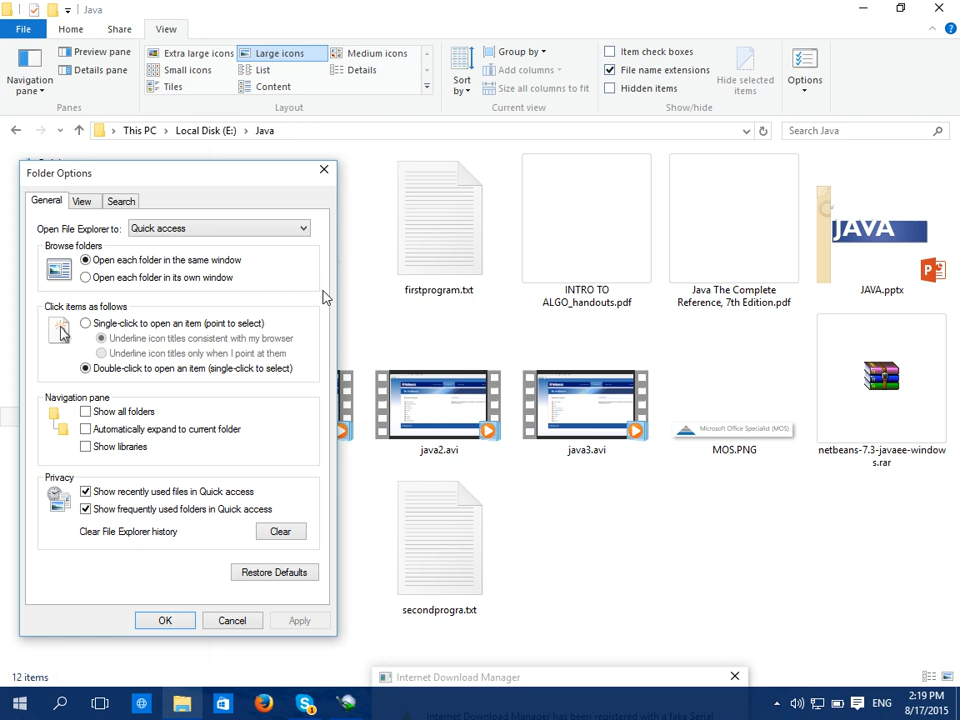 Java
File
Home
Share
View
Navigation pane
Preview pane
Details pane
Panes
Extra large icons
Large icons
Medium icons
Small icons
List
Details
Tiles
Content
Layout
Sort by
Group by
Add columns
Size all columns to fit
Current view
Item check boxes
File name extensions
Hidden items
Hide selected items
Show/hide
Options
This PC
Local Disk (E:)
Java
Search Java
Folder Options
General
View
Search
Open File Explorer to:
Quick access
Browse folders
Open each folder in the same window
Open each folder in its own window
Click items as follows
Single-click to open an item (point to select)
Underline icon titles consistent with my browser
Underline icon titles only when I point at them
Double-click to open an item (single-click to select)
Navigation pane
Show all folders
Automatically expand to current folder
Show libraries
Privacy
Show recently used files in Quick access
Show frequently used folders in Quick access
Clear File Explorer history
Clear
Restore Defaults
OK
Cancel
Apply
firstprogram.txt
INTRO TO
ALGO_handouts.pdf
Java The Complete
Reference, 7th Edition.pdf
JAVA
JAVA.pptx
java2.avi
java3.avi
Microsoft Office Specialist (MOS)
MOS.PNG
netbeans-7.3-javaee-window
s.rar
secondprogra.txt
12 items
Internet Download Manager
Internet Download Manager has been registered with a fake Serial
ENG
2:19 PM
8/17/2015